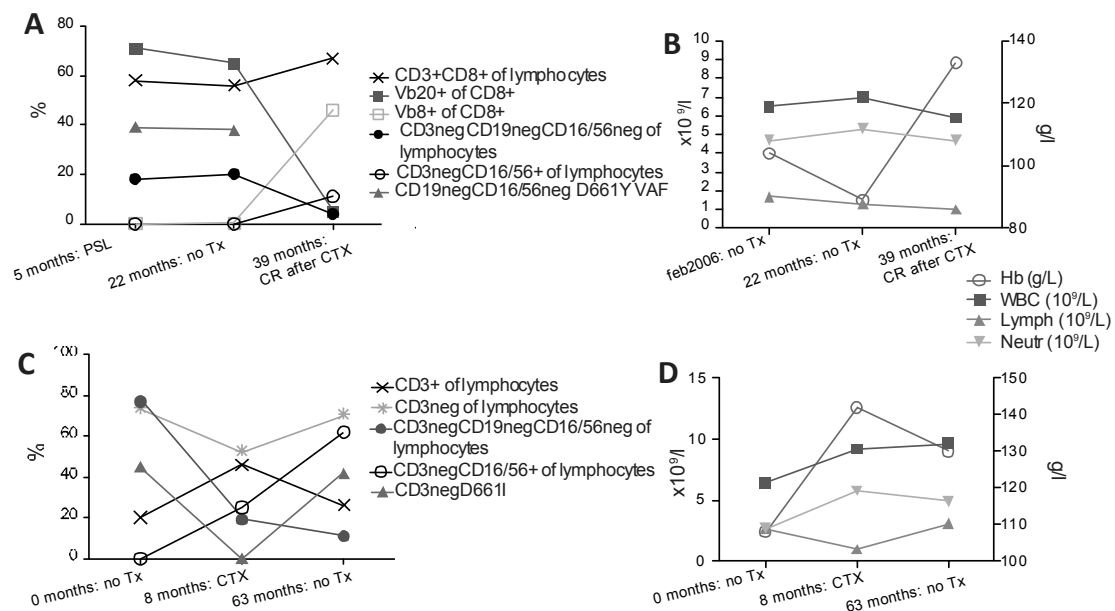 A
80
60
40
20
0
%
5 months: PSL
22 months: no Tx
39 months:
CR after CTX
CD3+CD8+ of lymphocytes
Vb20+ of CD8+
Vb8+ of CD8+
CD3negCD19negCD16/56neg of
lymphocytes
CD3negCD16/56+ of lymphocytes
CD19negCD16/56neg D661Y VAF
B
10
9
8
7
6
5
4
3
2
1
0
x10⁹/l
140
120
100
80
g/l
feb2006: no Tx
22 months: no Tx
39 months:
CR after CTX
Hb (g/L)
WBC (10⁹/L)
Lymph (10⁹/L)
Neutr (10⁹/L)
C
80
60
40
20
0
%
0 months: no Tx
8 months: CTX
63 months: no Tx
CD3+ of lymphocytes
CD3neg of lymphocytes
CD3negCD19negCD16/56neg of
lymphocytes
CD3negCD16/56+ of lymphocytes
CD3negD661I
D
15
10
5
0
x10⁹/l
150
140
130
120
110
100
g/l
0 months: no Tx
8 months: CTX
63 months: no Tx